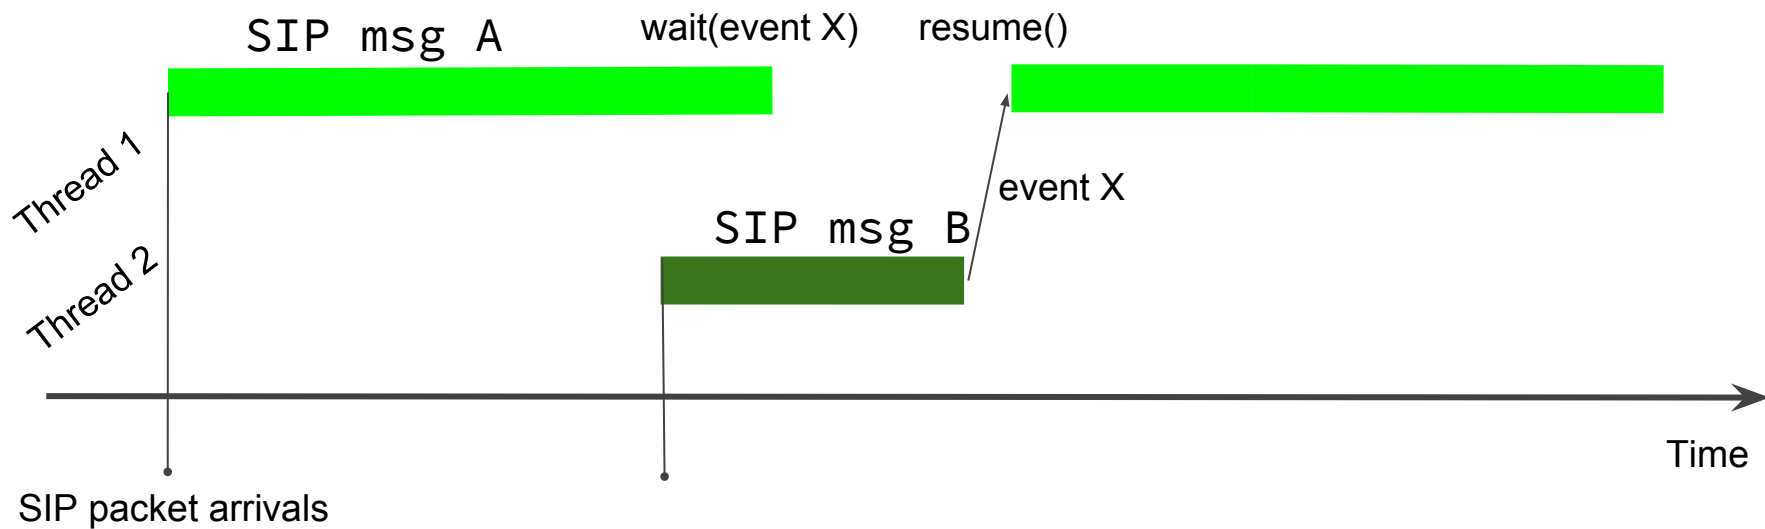 SIP msg A
wait(event X)
resume()
Thread 1
event X
SIP msg B
Thread 2
Time
SIP packet arrivals